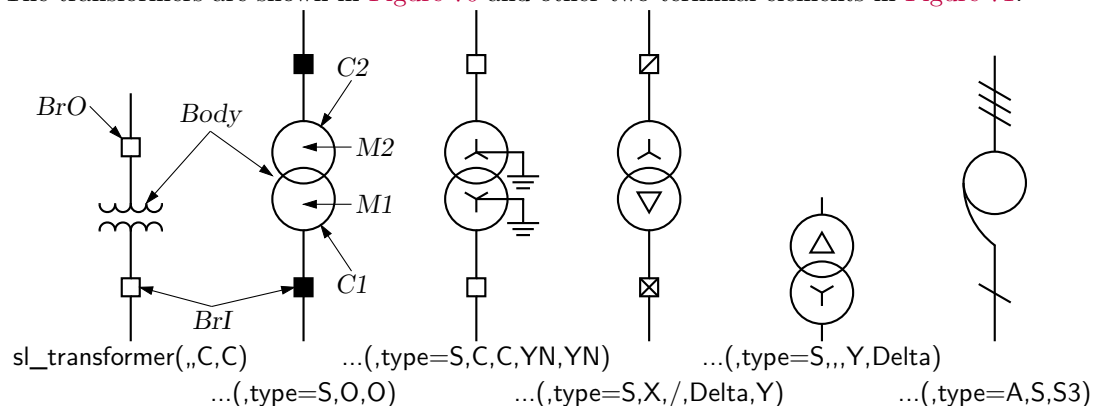 The transformers are shown in Figure 70 and other two-terminal elements in Figure 71.
C2
BrO
Body
M2
M1
C1
BrI
sl_transformer(,,C,C)
...(,type=S,C,C,YN,YN)
...(,type=S,,,Y,Delta)
...(,type=S,O,O)
...(,type=S,X,/,Delta,Y)
...(,type=A,S,S3)